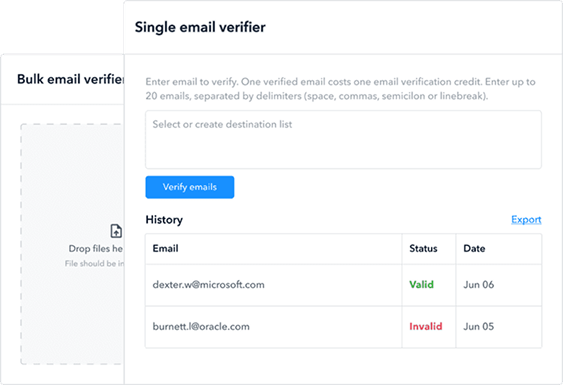 Single email verifier
Bulk email verifier
Enter email to verify. One verified email costs one email verification credit. Enter up to
20 emails, separated by delimiters (space, commas, semicilon or linebreak).
Select or create destination list
Verify emails
History
Export
Email Status Date
dexter.w@microsoft.com Valid Jun 06
burnett.l@oracle.com Invalid Jun 05
Drop files he
File should be in